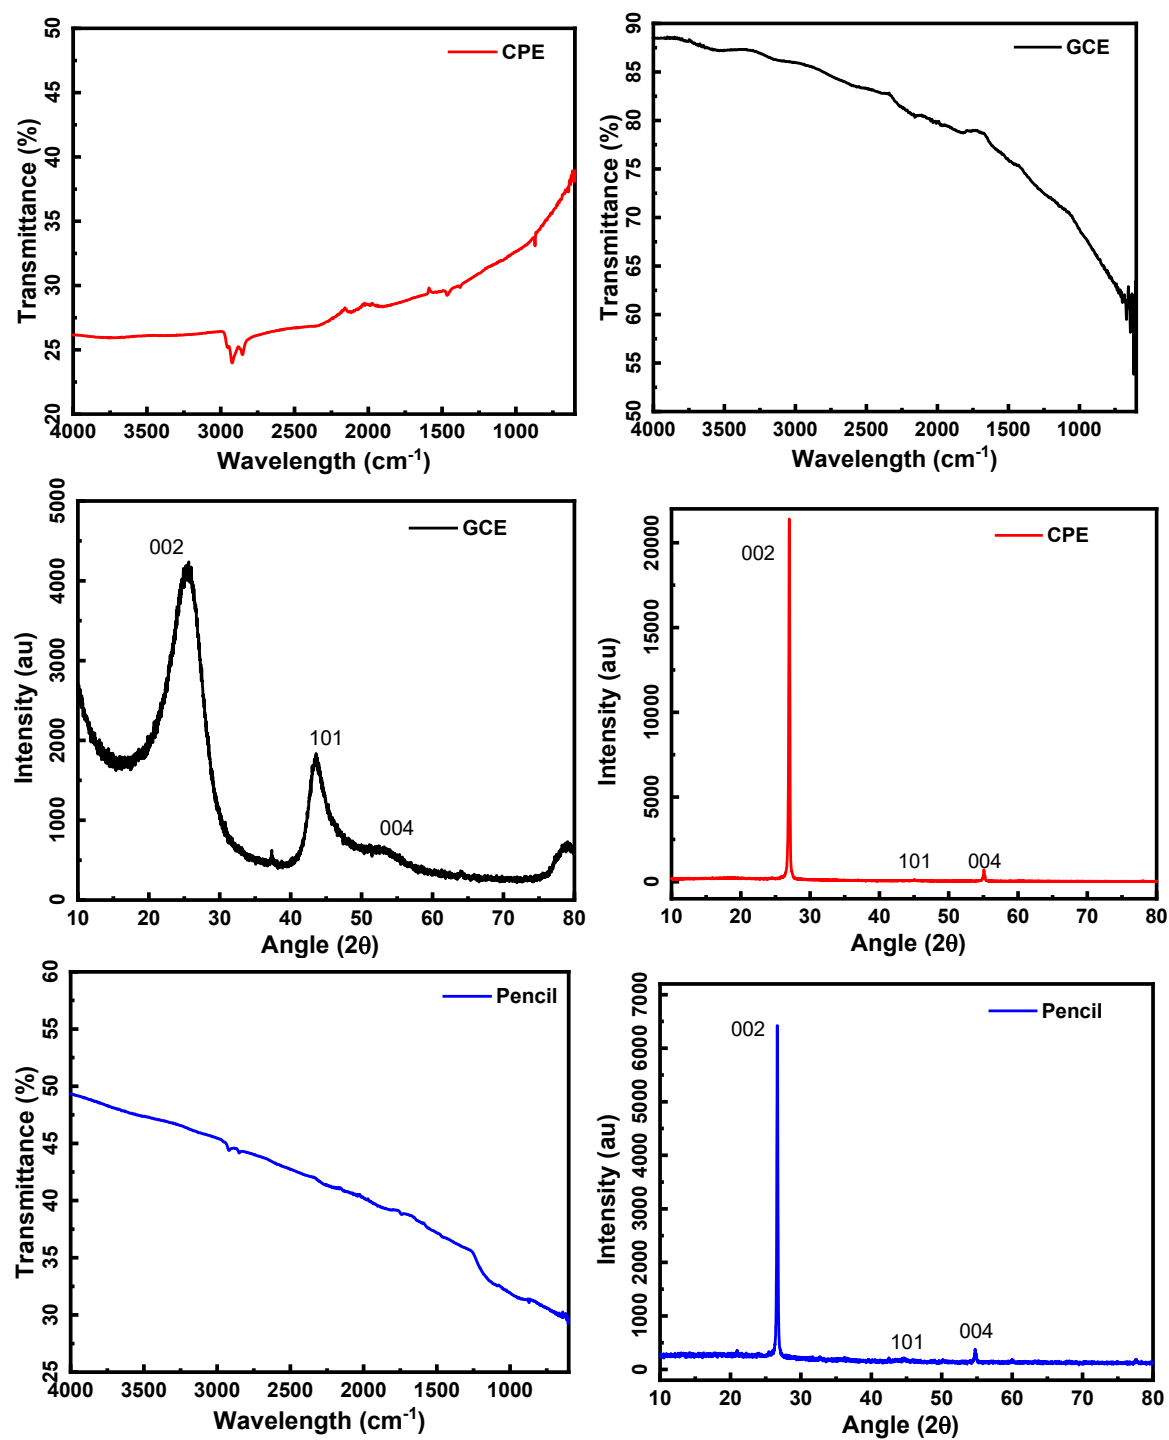 CPE
Transmittance (%)
50
45
40
35
30
25
20
4000 3500 3000 2500 2000 1500 1000
Wavelength (cm-1)
GCE
Transmittance (%)
90
85
80
75
70
65
60
55
50
4000 3500 3000 2500 2000 1500 1000
Wavelength (cm-1)
GCE
002
101
004
Intensity (au)
5000
4000
3000
2000
1000
0
10 20 30 40 50 60 70 80
Angle (2θ)
CPE
002
101
004
Intensity (au)
20000
15000
10000
5000
0
10 20 30 40 50 60 70 80
Angle (2θ)
Pencil
Transmittance (%)
60
55
50
45
40
35
30
25
4000 3500 3000 2500 2000 1500 1000
Wavelength (cm-1)
Pencil
002
101
004
Intensity (au)
7000
6000
5000
4000
3000
2000
1000
0
10 20 30 40 50 60 70 80
Angle (2θ)